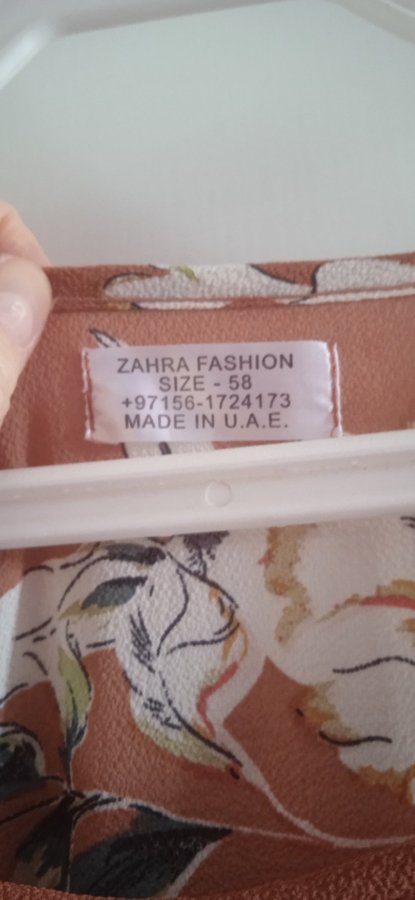 ZAHRA FASHION
SIZE - 58
+97156-1724173
MADE IN U.A.E.